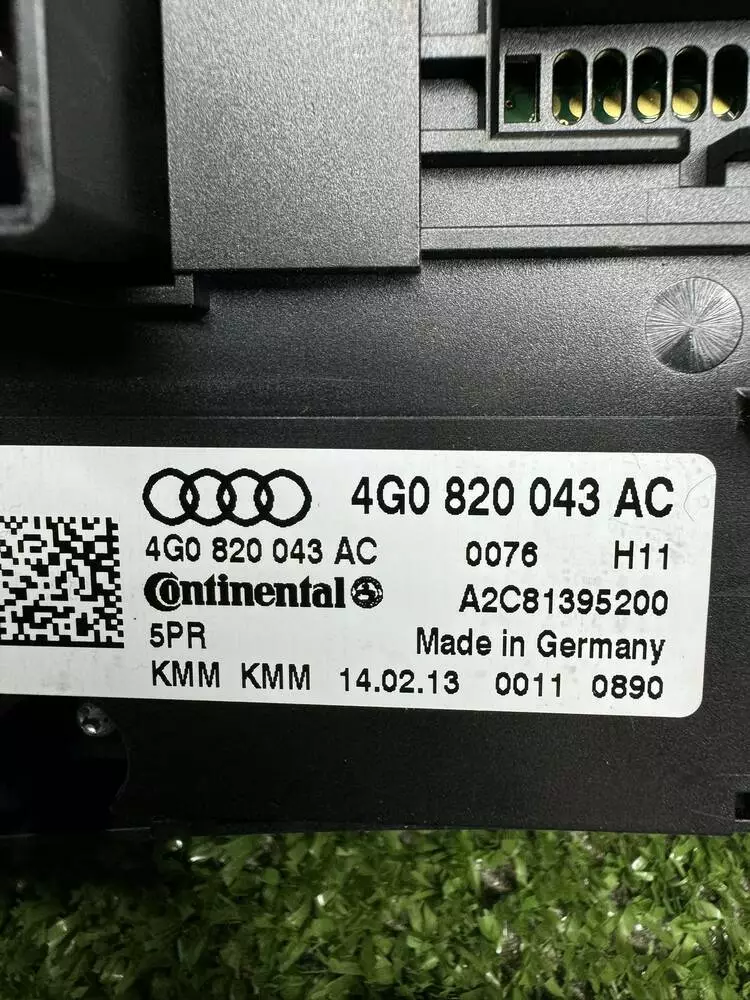 4G0 820 043 AC
4G0 820 043 AC 0076 H11
Continental A2C81395200
5PR Made in Germany
KMM KMM 14.02.13 0011 0890